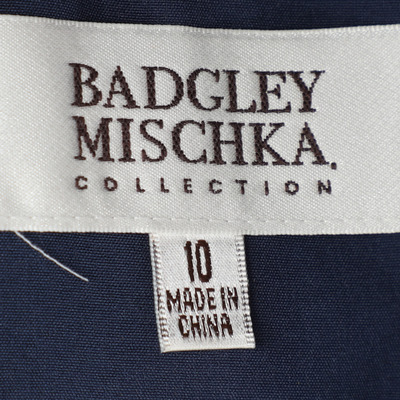 BADGLEY
MISCHKA.
COLLECTION
10
MADE IN
CHINA